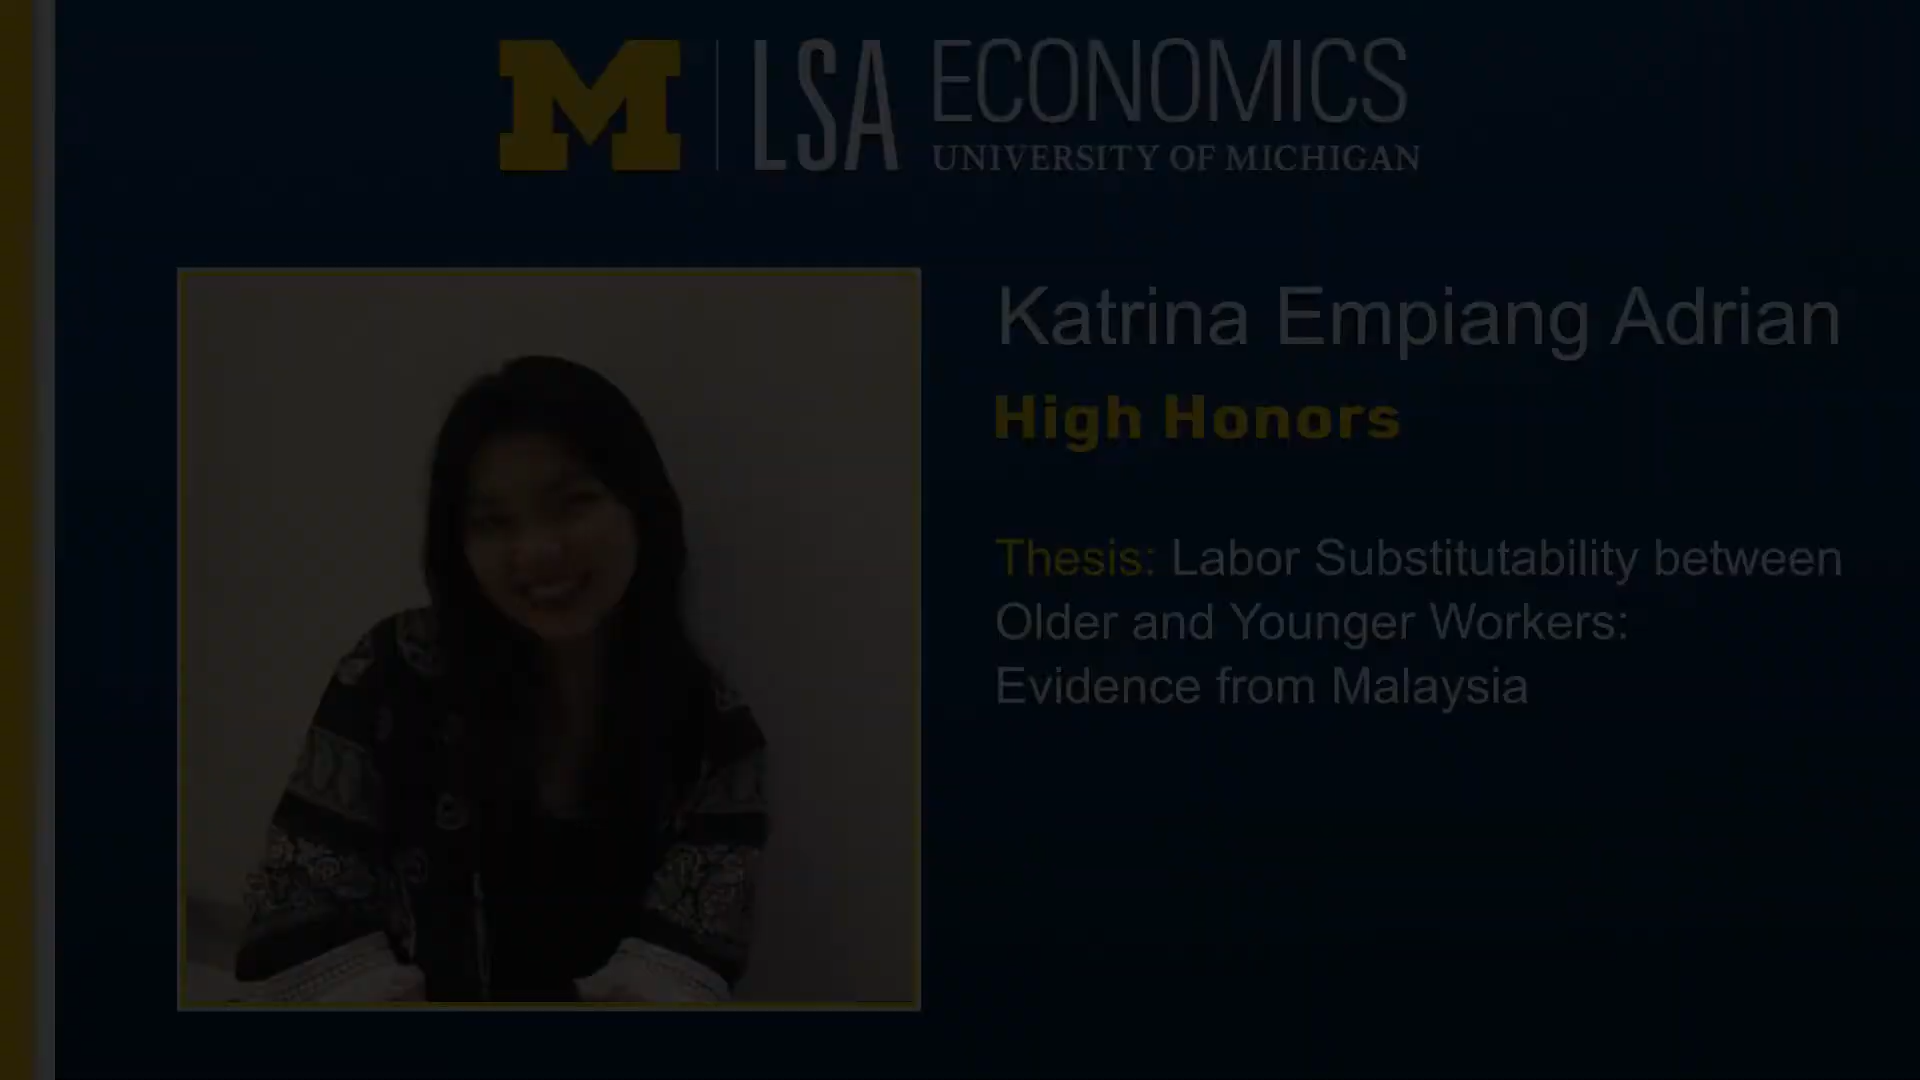 M | LSA ECONOMICS
UNIVERSITY OF MICHIGAN
Katrina Empiang Adrian
High Honors
Thesis: Labor Substitutability between
Older and Younger Workers:
Evidence from Malaysia